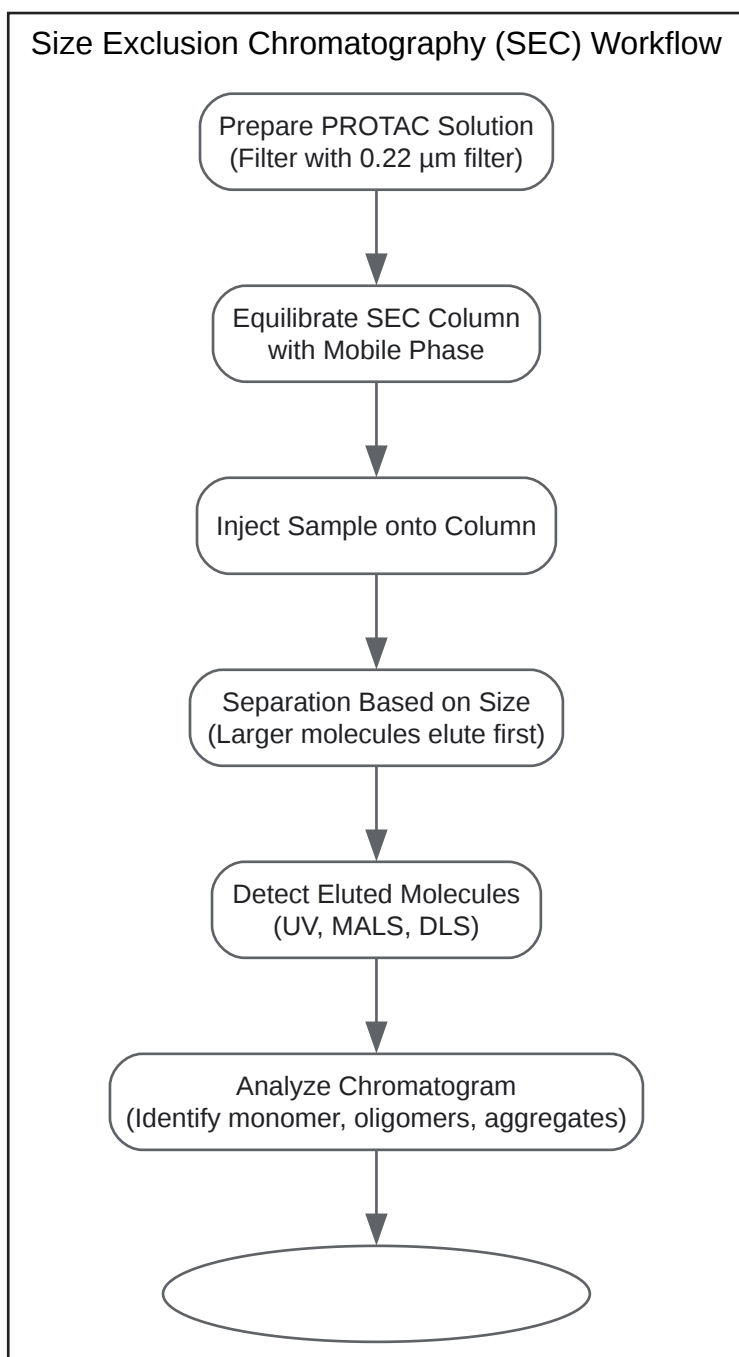 Size Exclusion Chromatography (SEC) Workflow
Prepare PROTAC Solution
(Filter with 0.22 µm filter)
Equilibrate SEC Column
with Mobile Phase
Inject Sample onto Column
Separation Based on Size
(Larger molecules elute first)
Detect Eluted Molecules
(UV, MALS, DLS)
Analyze Chromatogram
(Identify monomer, oligomers, aggregates)